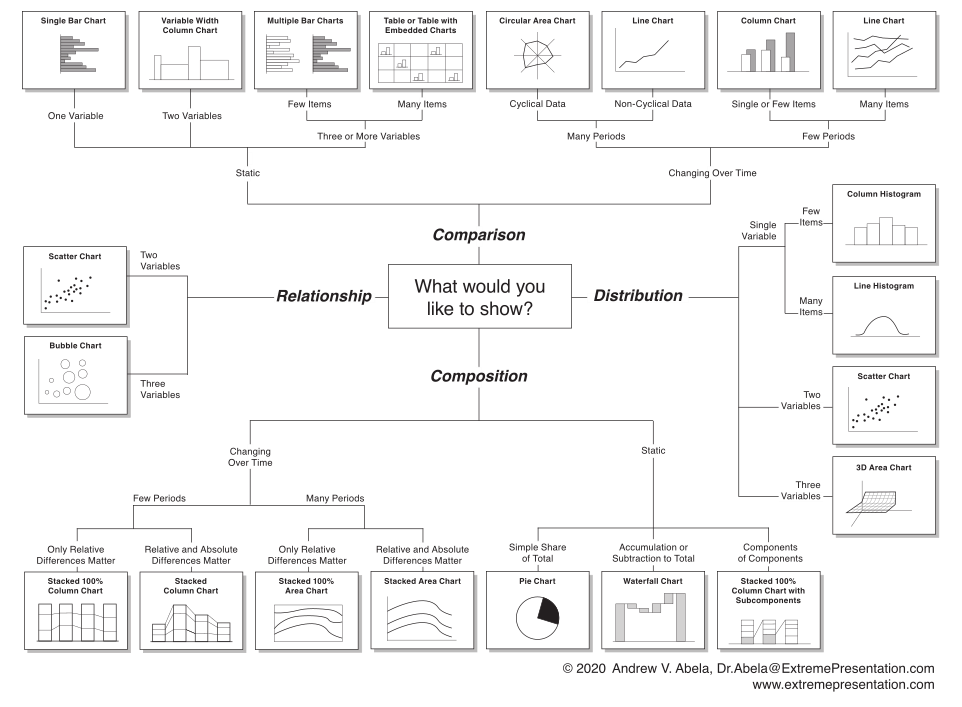 Single Bar Chart
Variable Width
Column Chart
Multiple Bar Charts
Table or Table with
Embedded Charts
Circular Area Chart
Line Chart
Column Chart
Line Chart
Few Items
Many Items
Cyclical Data
Non-Cyclical Data
Single or Few Items
Many Items
One Variable
Two Variables
Three or More Variables
Many Periods
Few Periods
Static
Changing Over Time
Comparison
Scatter Chart
Two
Variables
Relationship
Bubble Chart
Three
Variables
What would you
like to show?
Distribution
Single
Variable
Few
Items
Column Histogram
Many
Items
Line Histogram
Two
Variables
Scatter Chart
Three
Variables
3D Area Chart
Composition
Changing
Over Time
Static
Few Periods
Many Periods
Only Relative
Differences Matter
Relative and Absolute
Differences Matter
Only Relative
Differences Matter
Relative and Absolute
Differences Matter
Simple Share
of Total
Accumulation or
Subtraction to Total
Components
of Components
Stacked 100%
Column Chart
Stacked
Column Chart
Stacked 100%
Area Chart
Stacked Area Chart
Pie Chart
Waterfall Chart
Stacked 100%
Column Chart with
Subcomponents
© 2020 Andrew V. Abela, Dr.Abela@ExtremePresentation.com
www.extremepresentation.com